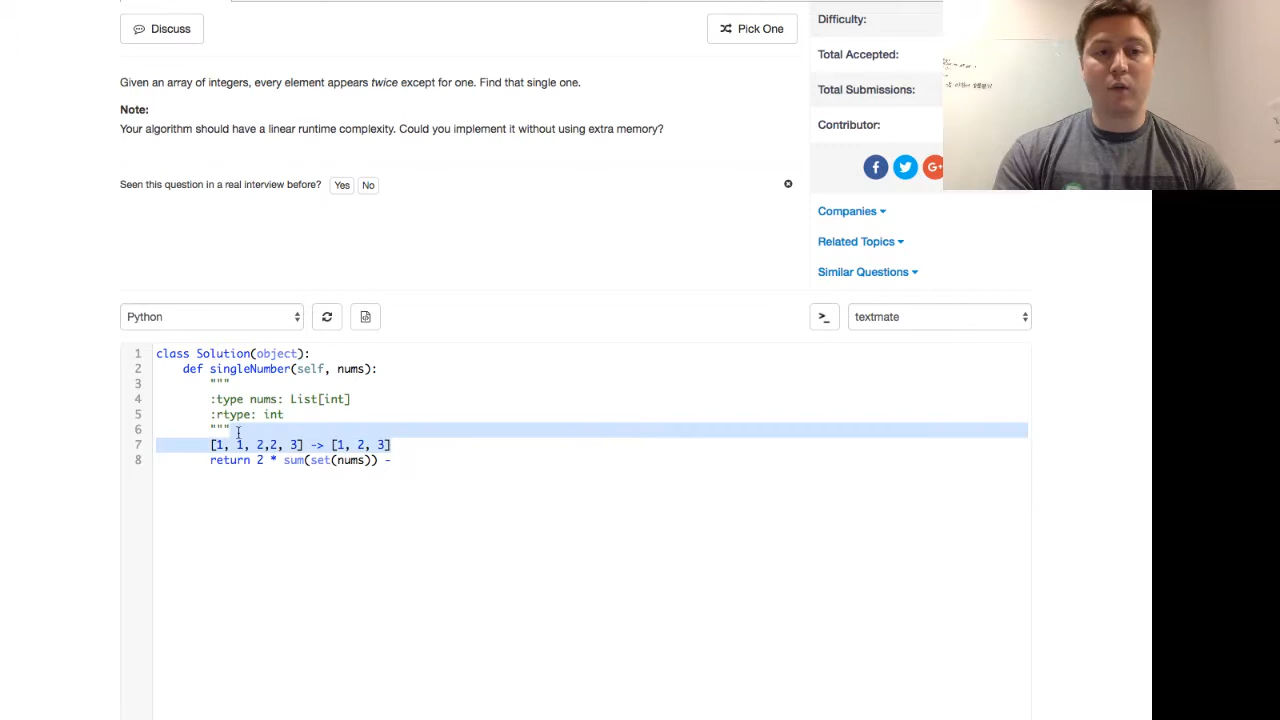 Discuss
Pick One
Difficulty:
Total Accepted:
Total Submissions:
Contributor:
Given an array of integers, every element appears twice except for one. Find that single one.
Note:
Your algorithm should have a linear runtime complexity. Could you implement it without using extra memory?
Seen this question in a real interview before? Yes No
G+
Companies
Related Topics
Similar Questions
Python
>_
textmate
1 class Solution(object):
2 def singleNumber(self, nums):
3 """
4 :type nums: List[int]
5 :rtype: int
6 """
7 [1, 1, 2,2, 3] -> [1, 2, 3]
8 return 2 * sum(set(nums)) -